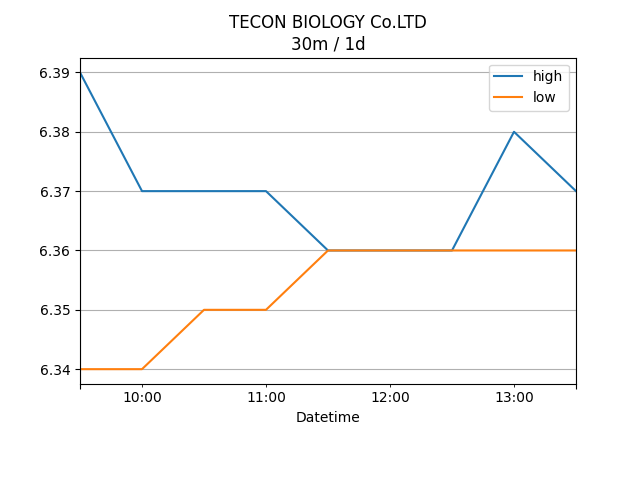 TECON BIOLOGY Co.LTD
30m / 1d
high
low
6.39
6.38
6.37
6.36
6.35
6.34
10:00 11:00 12:00 13:00
Datetime